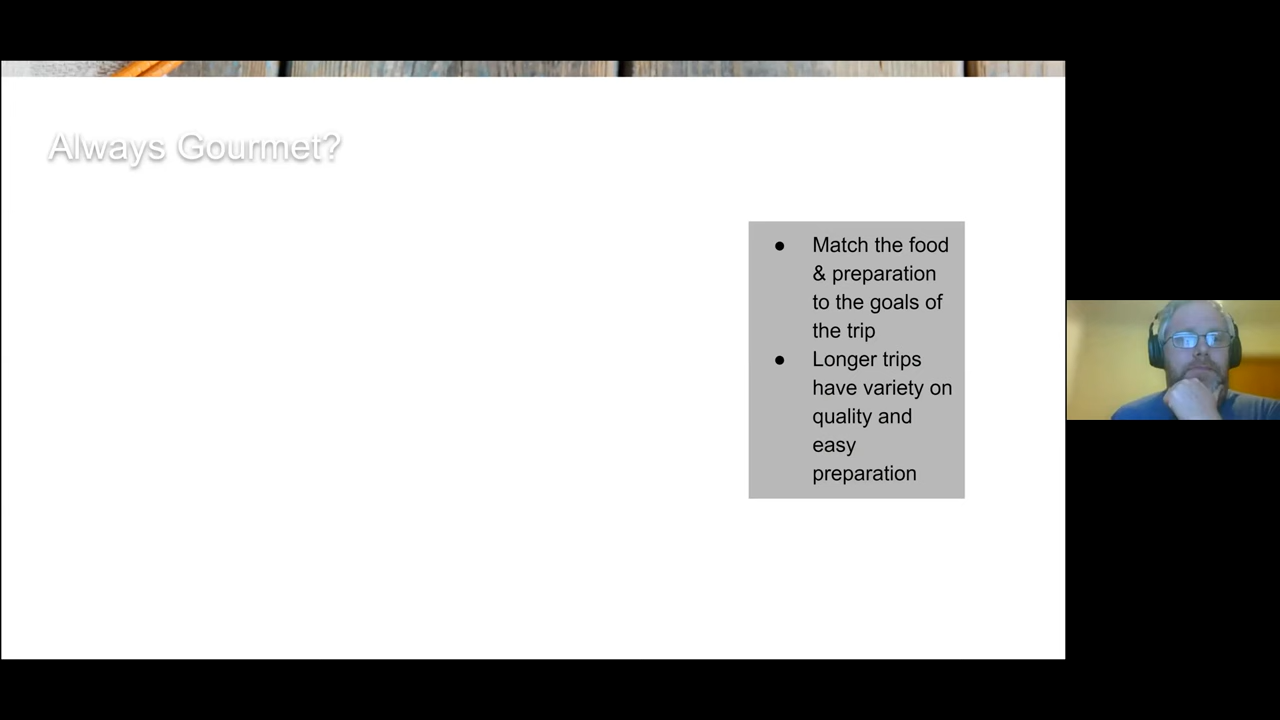 Always Gourmet?
● Match the food
& preparation
to the goals of
the trip
● Longer trips
have variety on
quality and
easy
preparation